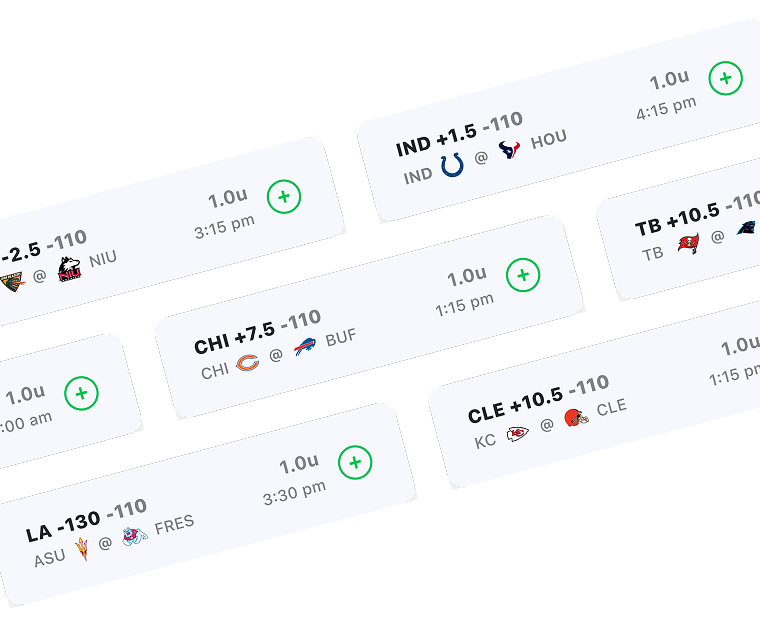 IND +1.5 -110
IND @ HOU
1.0u
4:15 pm
-2.5 -110
@ NIU
1.0u
3:15 pm
TB +10.5 -110
TB @
CHI +7.5 -110
CHI @ BUF
1.0u
1:15 pm
1.0u
:00 am
CLE +10.5 -110
KC @ CLE
1.0u
1:15 pm
LA -130 -110
ASU @ FRES
1.0u
3:30 pm